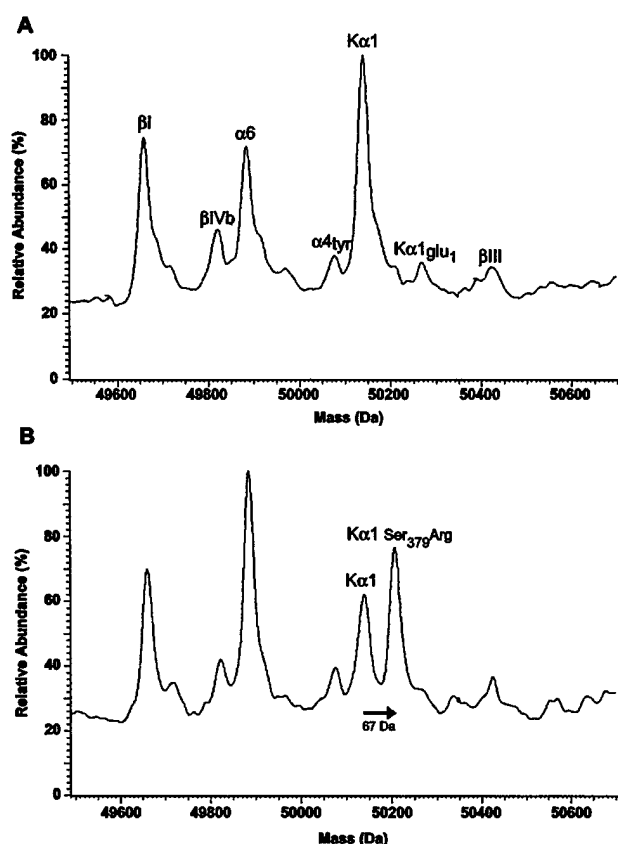 A
Kα1
100
βI
α6
80
Relative Abundance (%)
60
βIVb
α4tyr
Kα1glu1
βIII
40
20
0
49600 49800 50000 50200 50400 50600
Mass (Da)
B
100
Kα1 Ser379Arg
80
Kα1
Relative Abundance (%)
60
40
67 Da
20
0
49600 49800 50000 50200 50400 50600
Mass (Da)